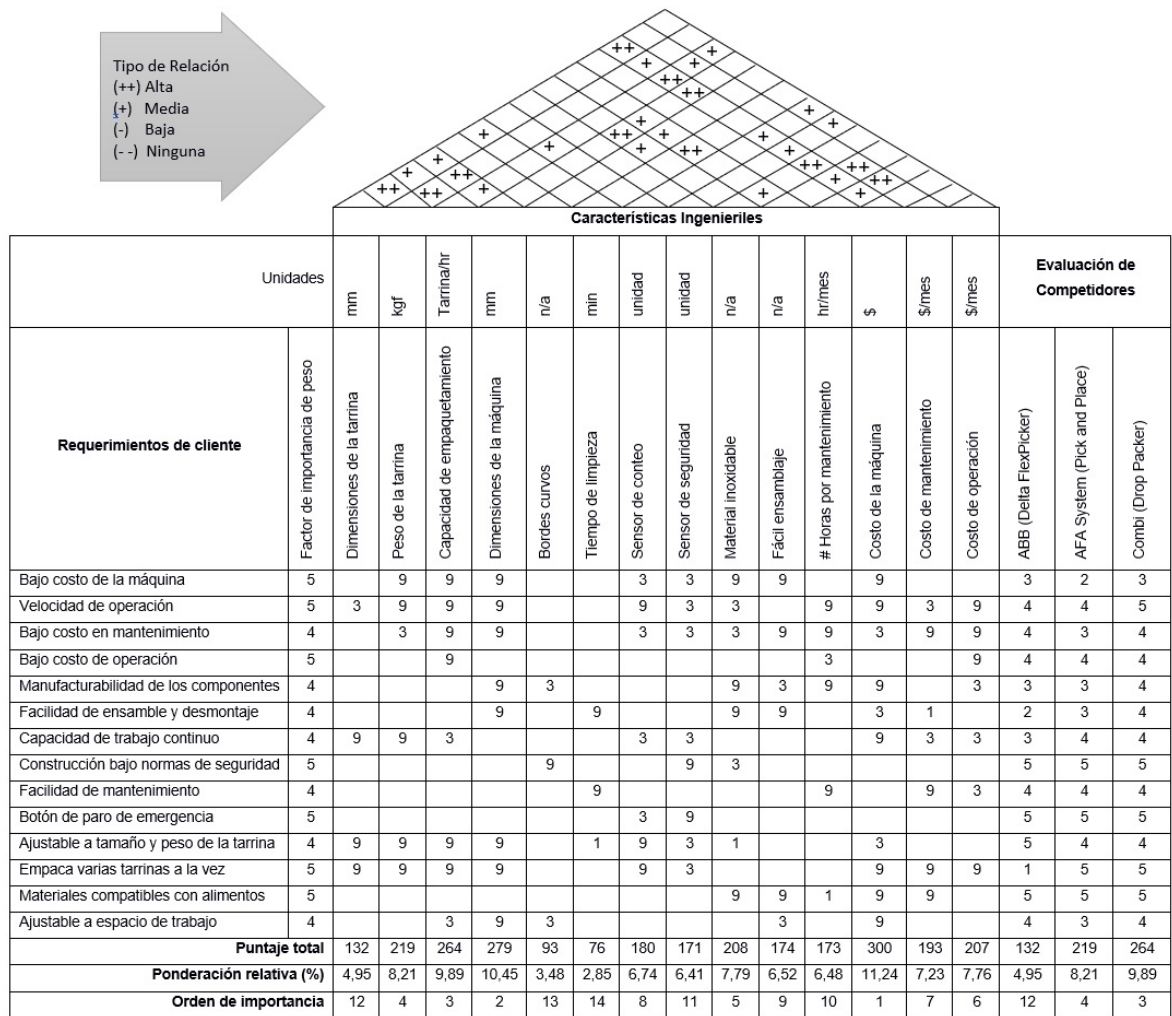 Tipo de Relación
(++) Alta
(+) Media
(-) Baja
(- -) Ninguna
++ +
+ +
++
++
+
+ +
+ ++ + +
+ + ++ +
+ ++ ++
+ ++ + ++
++ ++ + + +
Características Ingenieriles
Unidades mm kgf Tarrina/hr mm n/a min unidad unidad n/a n/a hr/mes $ $/mes $/mes Evaluación de
Competidores
Requerimientos de cliente
Factor de importancia de peso
Dimensiones de la tarrina
Peso de la tarrina
Capacidad de empaquetamiento
Dimensiones de la máquina
Bordes curvos
Tiempo de limpieza
Sensor de conteo
Sensor de seguridad
Material inoxidable
Fácil ensamblaje
# Horas por mantenimiento
Costo de la máquina
Costo de mantenimiento
Costo de operación
ABB (Delta FlexPicker)
AFA System (Pick and Place)
Combi (Drop Packer)
Bajo costo de la máquina 5 9 9 9 3 3 9 9 9 3 2 3
Velocidad de operación 5 3 9 9 9 9 3 3 9 9 3 9 4 4 5
Bajo costo en mantenimiento 4 3 9 9 3 3 3 9 9 3 9 9 4 3 4
Bajo costo de operación 5 9 3 9 4 4 4
Manufacturabilidad de los componentes 4 9 3 9 3 9 9 3 3 3 4
Facilidad de ensamble y desmontaje 4 9 9 9 9 3 1 2 3 4
Capacidad de trabajo continuo 4 9 9 3 3 3 9 3 3 3 4 4
Construcción bajo normas de seguridad 5 9 9 3 5 5 5
Facilidad de mantenimiento 4 9 9 9 3 4 4 4
Botón de paro de emergencia 5 3 9 5 5 5
Ajustable a tamaño y peso de la tarrina 4 9 9 9 9 1 9 3 1 3 5 4 4
Empaca varias tarrinas a la vez 5 9 9 9 9 9 3 9 9 9 1 5 5
Materiales compatibles con alimentos 5 9 9 1 9 9 5 5 5
Ajustable a espacio de trabajo 4 3 9 3 3 9 4 3 4
Puntaje total 132 219 264 279 93 76 180 171 208 174 173 300 193 207 132 219 264
Ponderación relativa (%) 4,95 8,21 9,89 10,45 3,48 2,85 6,74 6,41 7,79 6,52 6,48 11,24 7,23 7,76 4,95 8,21 9,89
Orden de importancia 12 4 3 2 13 14 8 11 5 9 10 1 7 6 12 4 3